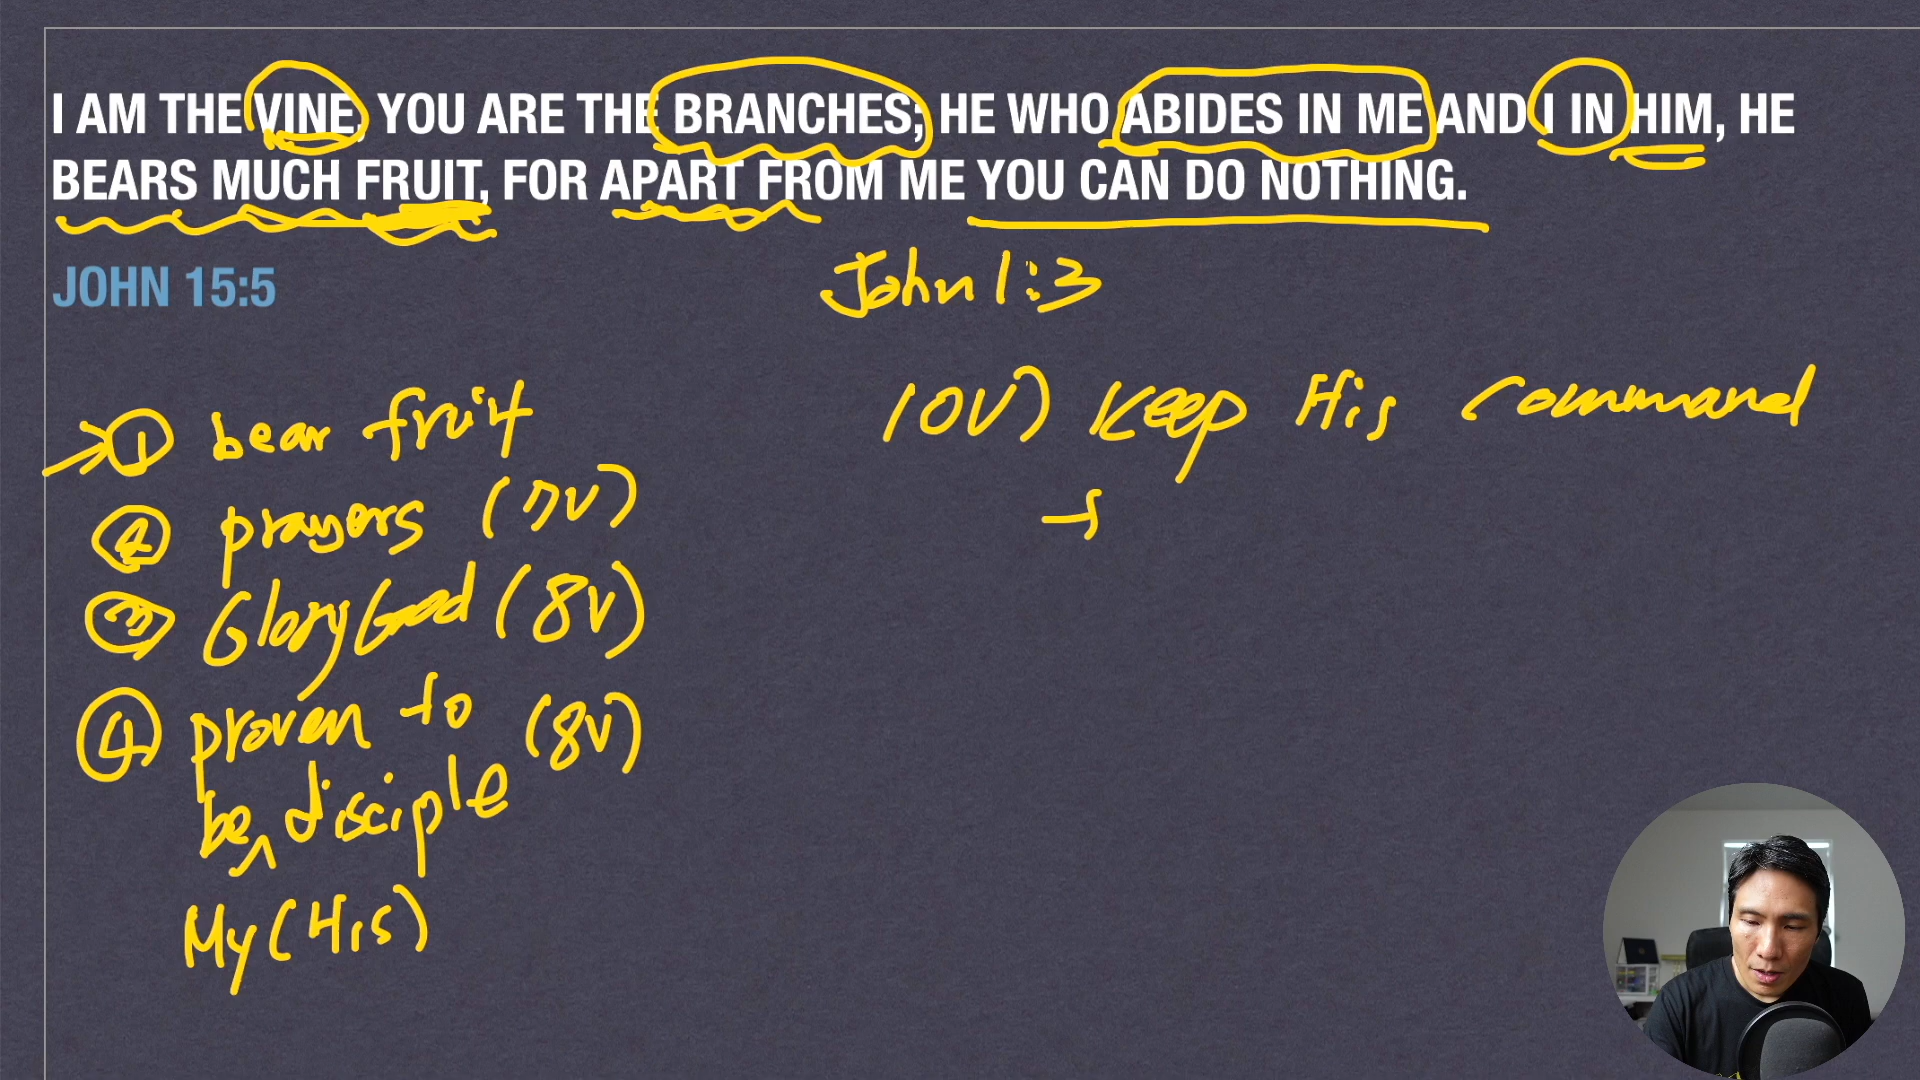 I AM THE VINE, YOU ARE THE BRANCHES; HE WHO ABIDES IN ME AND I IN HIM, HE
BEARS MUCH FRUIT, FOR APART FROM ME YOU CAN DO NOTHING.
JOHN 15:5
John 1:3
① bear fruit
② prayers (7V)
③ Glory God (8V)
④ proven to
be disciple (8V)
My (His)
10V) Keep His command